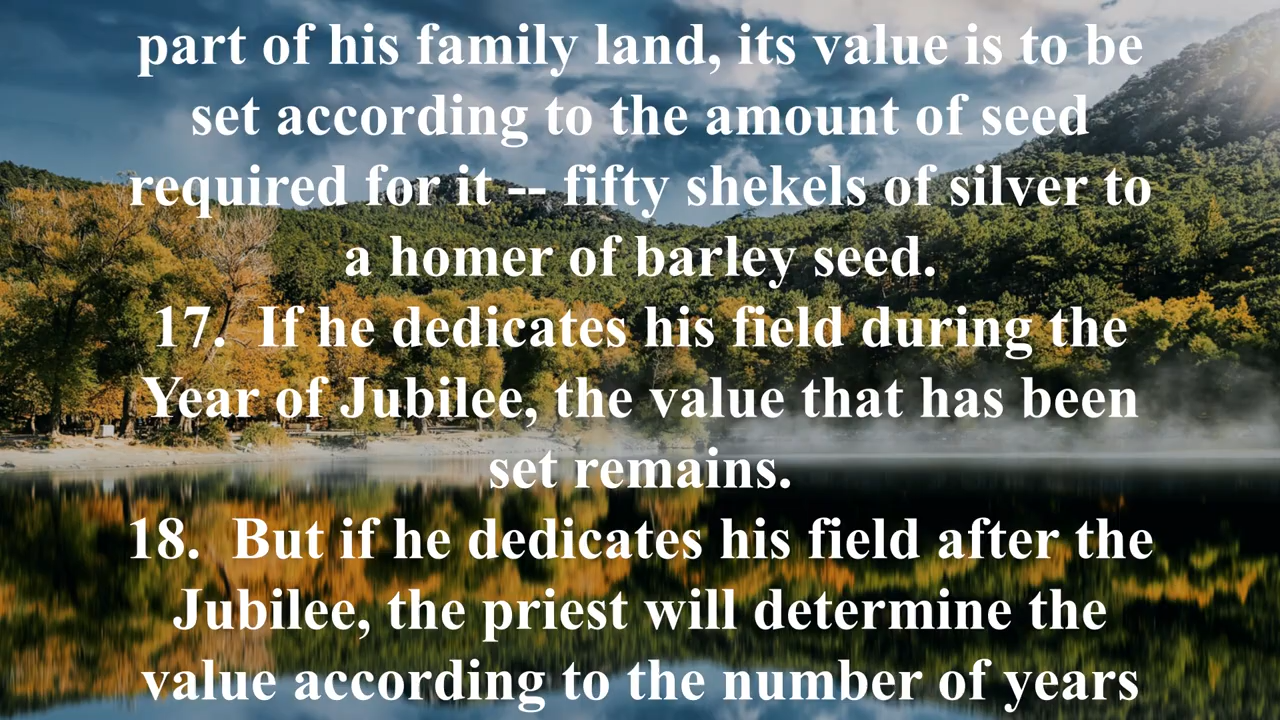 part of his family land, its value is to be
set according to the amount of seed
required for it -- fifty shekels of silver to
a homer of barley seed.
17.  If he dedicates his field during the
Year of Jubilee, the value that has been
set remains.
18.  But if he dedicates his field after the
Jubilee, the priest will determine the
value according to the number of years